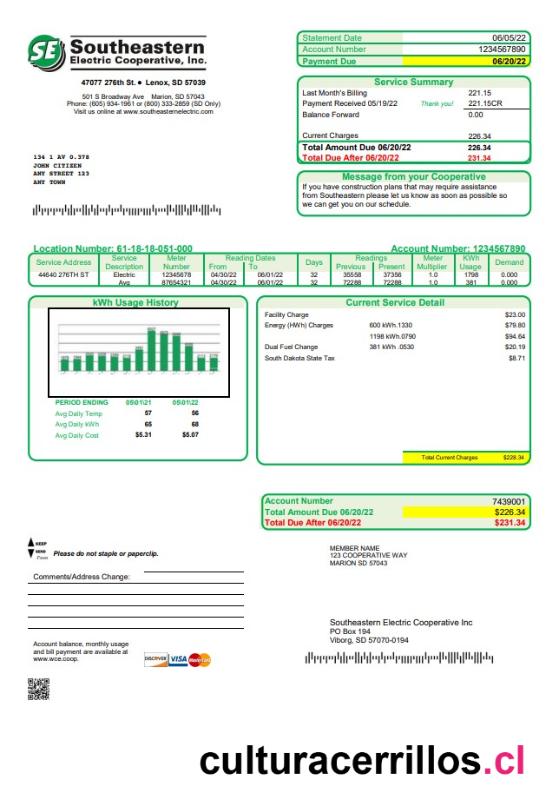 SE Southeastern
Electric Cooperative, Inc.
47077 276th St. ● Lenox, SD 57039
501 S Broadway Ave Marion, SD 57043
Phone: (605) 934-1961 or (800) 333-2859 (SD Only)
Visit us online at www.southeasternelectric.com
Statement Date 06/05/22
Account Number 1234567890
Payment Due 06/20/22
Service Summary
Last Month's Billing 221.15
Payment Received 05/19/22 Thank you! 221.15CR
Balance Forward 0.00
Current Charges 226.34
Total Amount Due 06/20/22 226.34
Total Due After 06/20/22 231.34
134 1 AV 0.378
JOHN CITIZEN
ANY STREET 123
ANY TOWN
Message from your Cooperative
If you have construction plans that may require assistance
from Southeastern please let us know as soon as possible so
we can get you on our schedule.
Location Number: 61-18-18-051-000 Account Number: 1234567890
Service Address Service Description Meter Number Reading Dates From To Days Readings Previous Present Meter Multiplier KWh Usage Demand
44640 276TH ST Electric 12345678 04/30/22 06/01/22 32 35558 37356 1.0 1798 0.000
Avg 87654321 04/30/22 06/01/22 32 72288 72288 1.0 381 0.000
kWh Usage History
PERIOD ENDING 05\01\21 05\01\22
Avg Daily Temp 57 56
Avg Daily kWh 65 68
Avg Daily Cost $5.31 $5.07
Current Service Detail
Facility Charge $23.00
Energy (HWh) Charges 600 kWh.1330 $79.80
1198 kWh.0790 $94.64
Dual Fuel Change 381 kWh .0530 $20.19
South Dakota State Tax $8.71
Total Current Charges $228.34
Account Number 7439001
Total Amount Due 06/20/22 $226.34
Total Due After 06/20/22 $231.34
KEEP
SEND
Please do not staple or paperclip.
MEMBER NAME
123 COOPERATIVE WAY
MARION SD 57043
Comments/Address Change:
Southeastern Electric Cooperative Inc
PO Box 194
Viborg, SD 57070-0194
Account balance, monthly usage
and bill payment are available at
www.wce.coop.
DISCOVER VISA MasterCard
culturacerrillos.cl